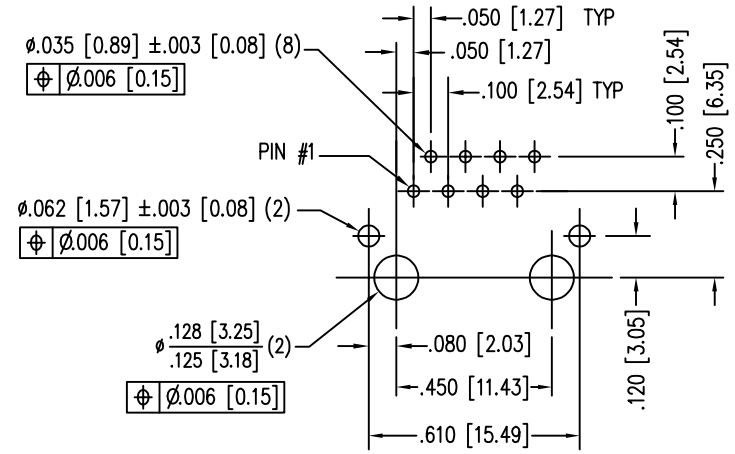 .050 [1.27] TYP
ø.035 [0.89] ±.003 [0.08] (8)
.050 [1.27]
⌖ Ø.006 [0.15]
.100 [2.54] TYP
.100 [2.54]
.250 [6.35]
PIN #1
ø.062 [1.57] ±.003 [0.08] (2)
⌖ Ø.006 [0.15]
ø .128 [3.25]
.125 [3.18] (2)
.080 [2.03]
.120 [3.05]
⌖ Ø.006 [0.15]
.450 [11.43]
.610 [15.49]